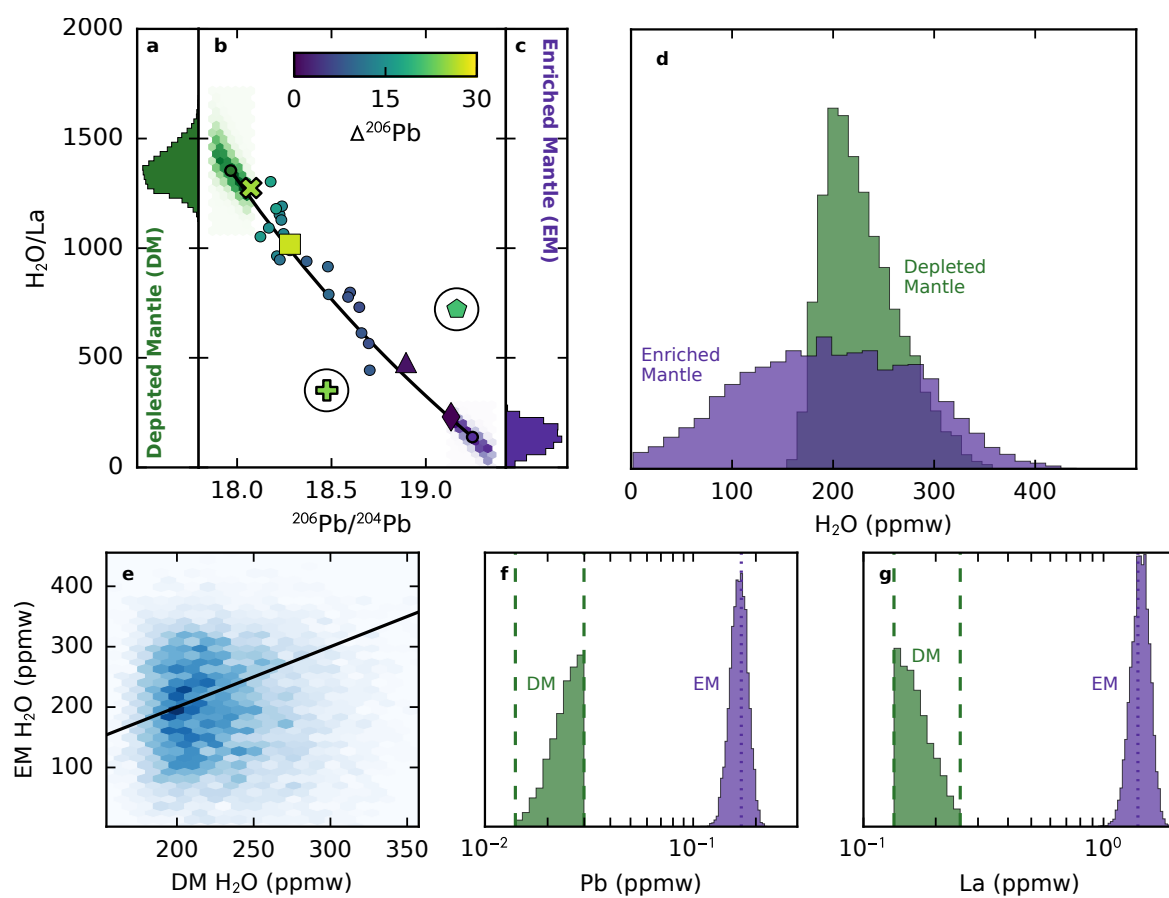 a
b
c
d
2000
1500
1000
500
0
H₂O/La
Depleted Mantle (DM)
0
15
30
Δ²⁰⁶Pb
Enriched Mantle (EM)
18.0
18.5
19.0
²⁰⁶Pb/²⁰⁴Pb
Depleted
Mantle
Enriched
Mantle
0
100
200
300
400
H₂O (ppmw)
e
400
300
200
100
EM H₂O (ppmw)
200
250
300
350
DM H₂O (ppmw)
f
DM
EM
10⁻²
10⁻¹
Pb (ppmw)
g
DM
EM
10⁻¹
10⁰
La (ppmw)